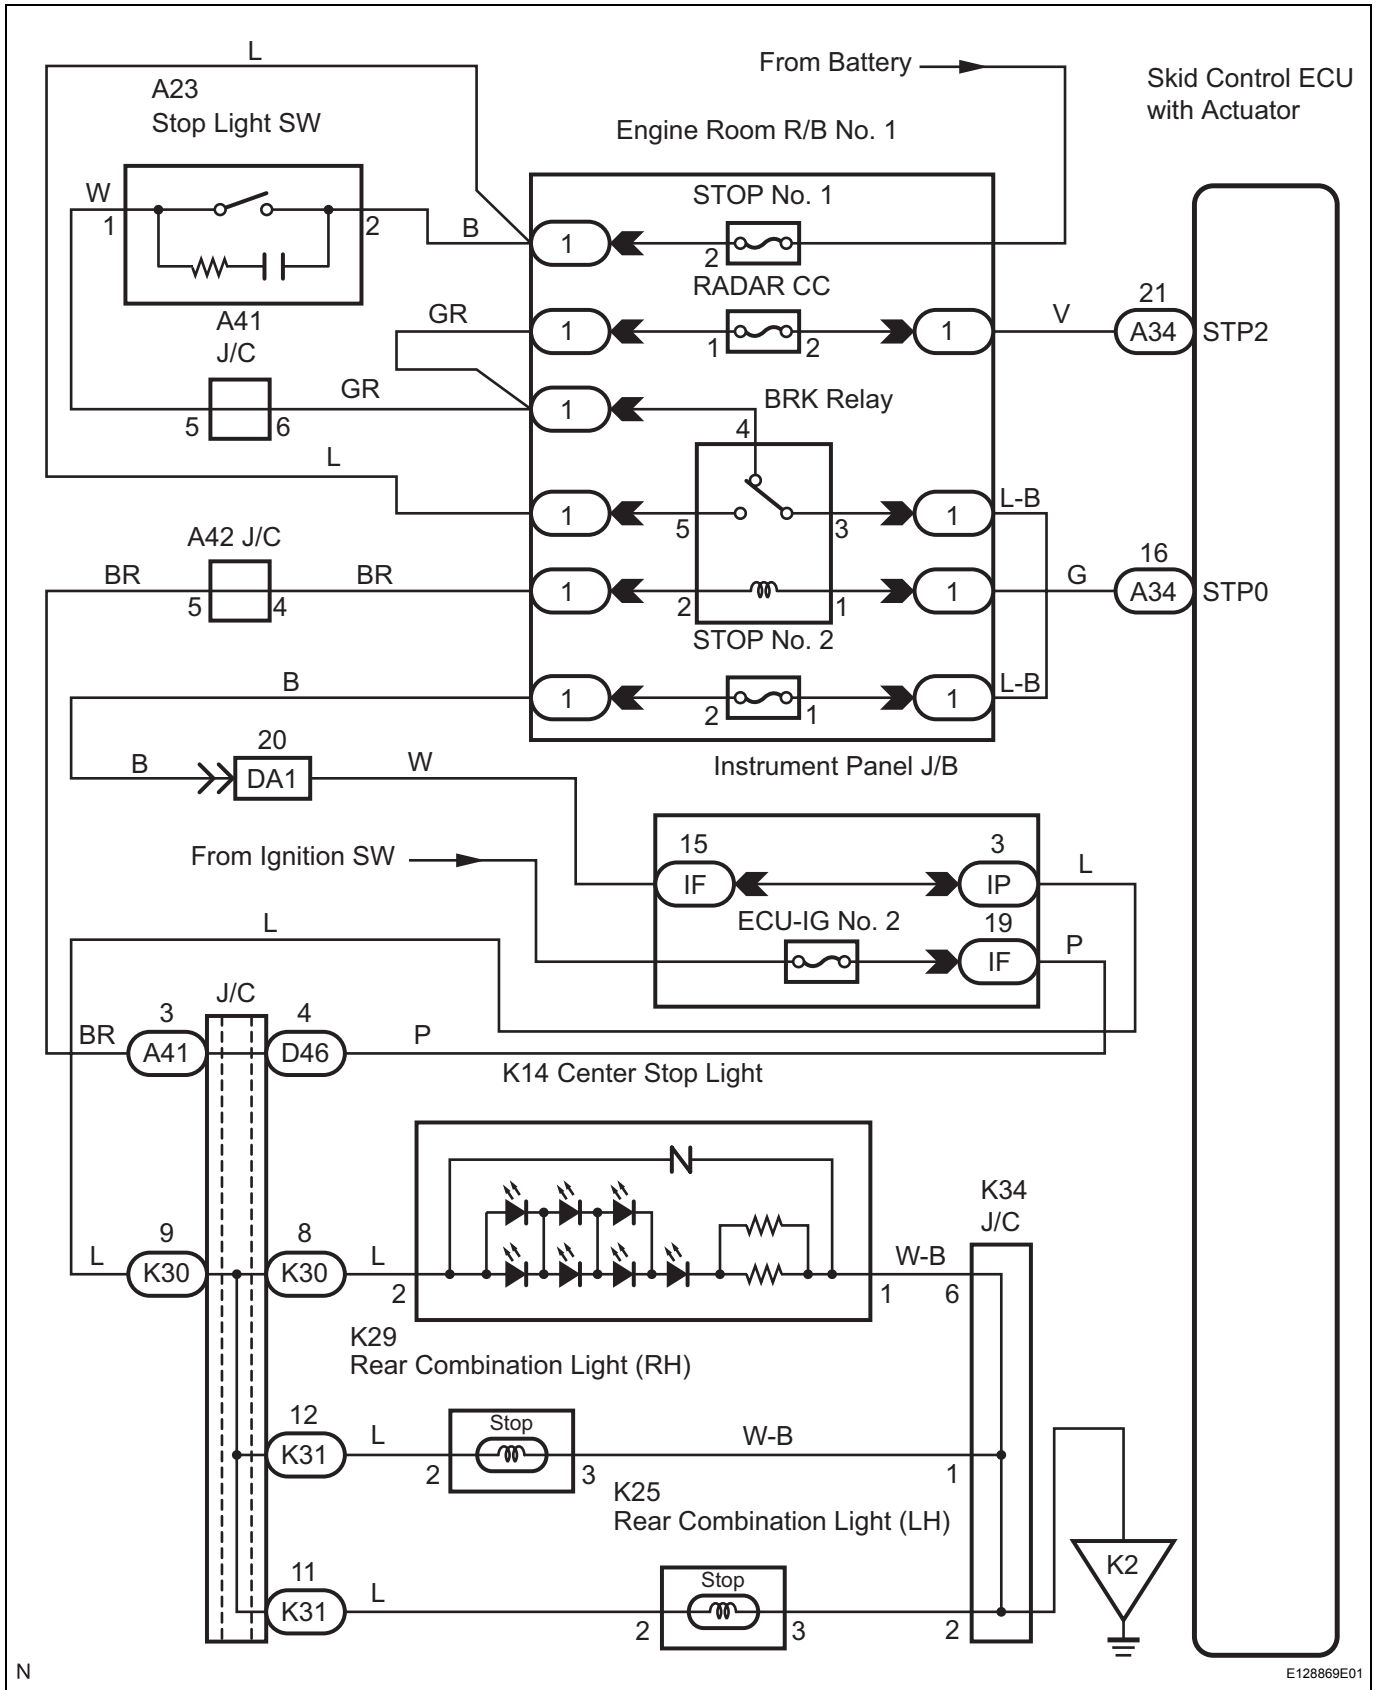 L
From Battery
Skid Control ECU
with Actuator
A23
Stop Light SW
Engine Room R/B No. 1
STOP No. 1
W
1
2
B
1
2
RADAR CC
A41
J/C
GR
1
1
2
1
V
21
A34
STP2
GR
5
6
1
BRK Relay
4
L
1
5
3
1
L-B
A42 J/C
BR
BR
5
4
1
2
1
1
G
16
A34
STP0
STOP No. 2
B
1
2
1
1
L-B
20
B
DA1
W
Instrument Panel J/B
From Ignition SW
15
IF
3
IP
L
ECU-IG No. 2
19
IF
P
L
J/C
3
BR
A41
4
D46
P
K14 Center Stop Light
9
L
K30
8
K30
L
2
1
W-B
6
K34
J/C
K29
Rear Combination Light (RH)
12
K31
L
2
Stop
3
W-B
1
K25
Rear Combination Light (LH)
11
K31
L
2
Stop
3
2
K2
N
E128869E01